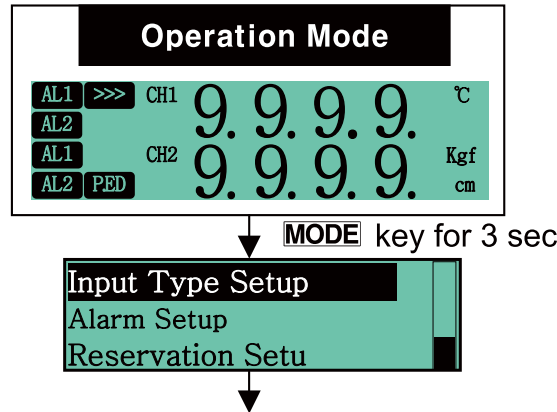 Operation Mode
AL1 >>> CH1 9. 9. 9. 9. ℃
AL2
AL1 CH2 9. 9. 9. 9. Kgf
AL2 P.ED cm
MODE key for 3 sec
Input Type Setup
Alarm Setup
Reservation Setu